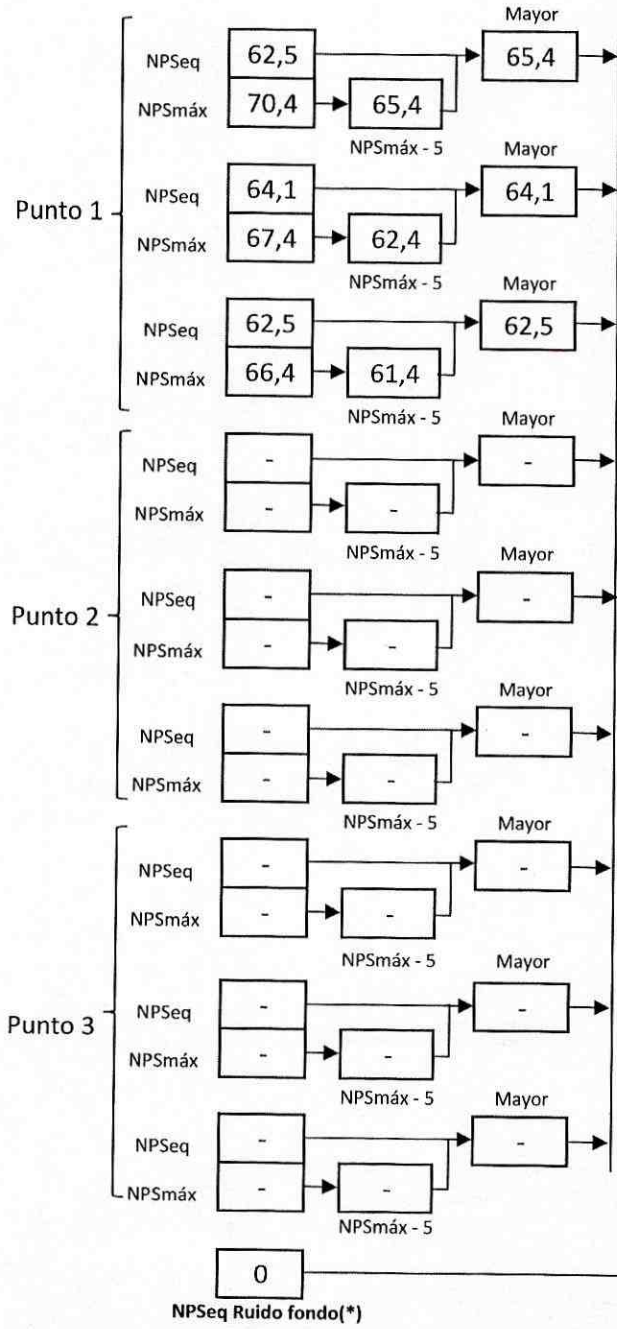 Mayor
NPSeq 62,5 65,4
NPSmáx 70,4 65,4
NPSmáx - 5
Mayor
Punto 1
NPSeq 64,1 64,1
NPSmáx 67,4 62,4
NPSmáx - 5
Mayor
NPSeq 62,5 62,5
NPSmáx 66,4 61,4
NPSmáx - 5
Mayor
NPSeq - -
NPSmáx - -
NPSmáx - 5
Mayor
Punto 2
NPSeq - -
NPSmáx - -
NPSmáx - 5
Mayor
NPSeq - -
NPSmáx - -
NPSmáx - 5
Mayor
NPSeq - -
NPSmáx - -
NPSmáx - 5
Mayor
Punto 3
NPSeq - -
NPSmáx - -
NPSmáx - 5
Mayor
NPSeq - -
NPSmáx - -
NPSmáx - 5
0
NPSeq Ruido fondo(*)